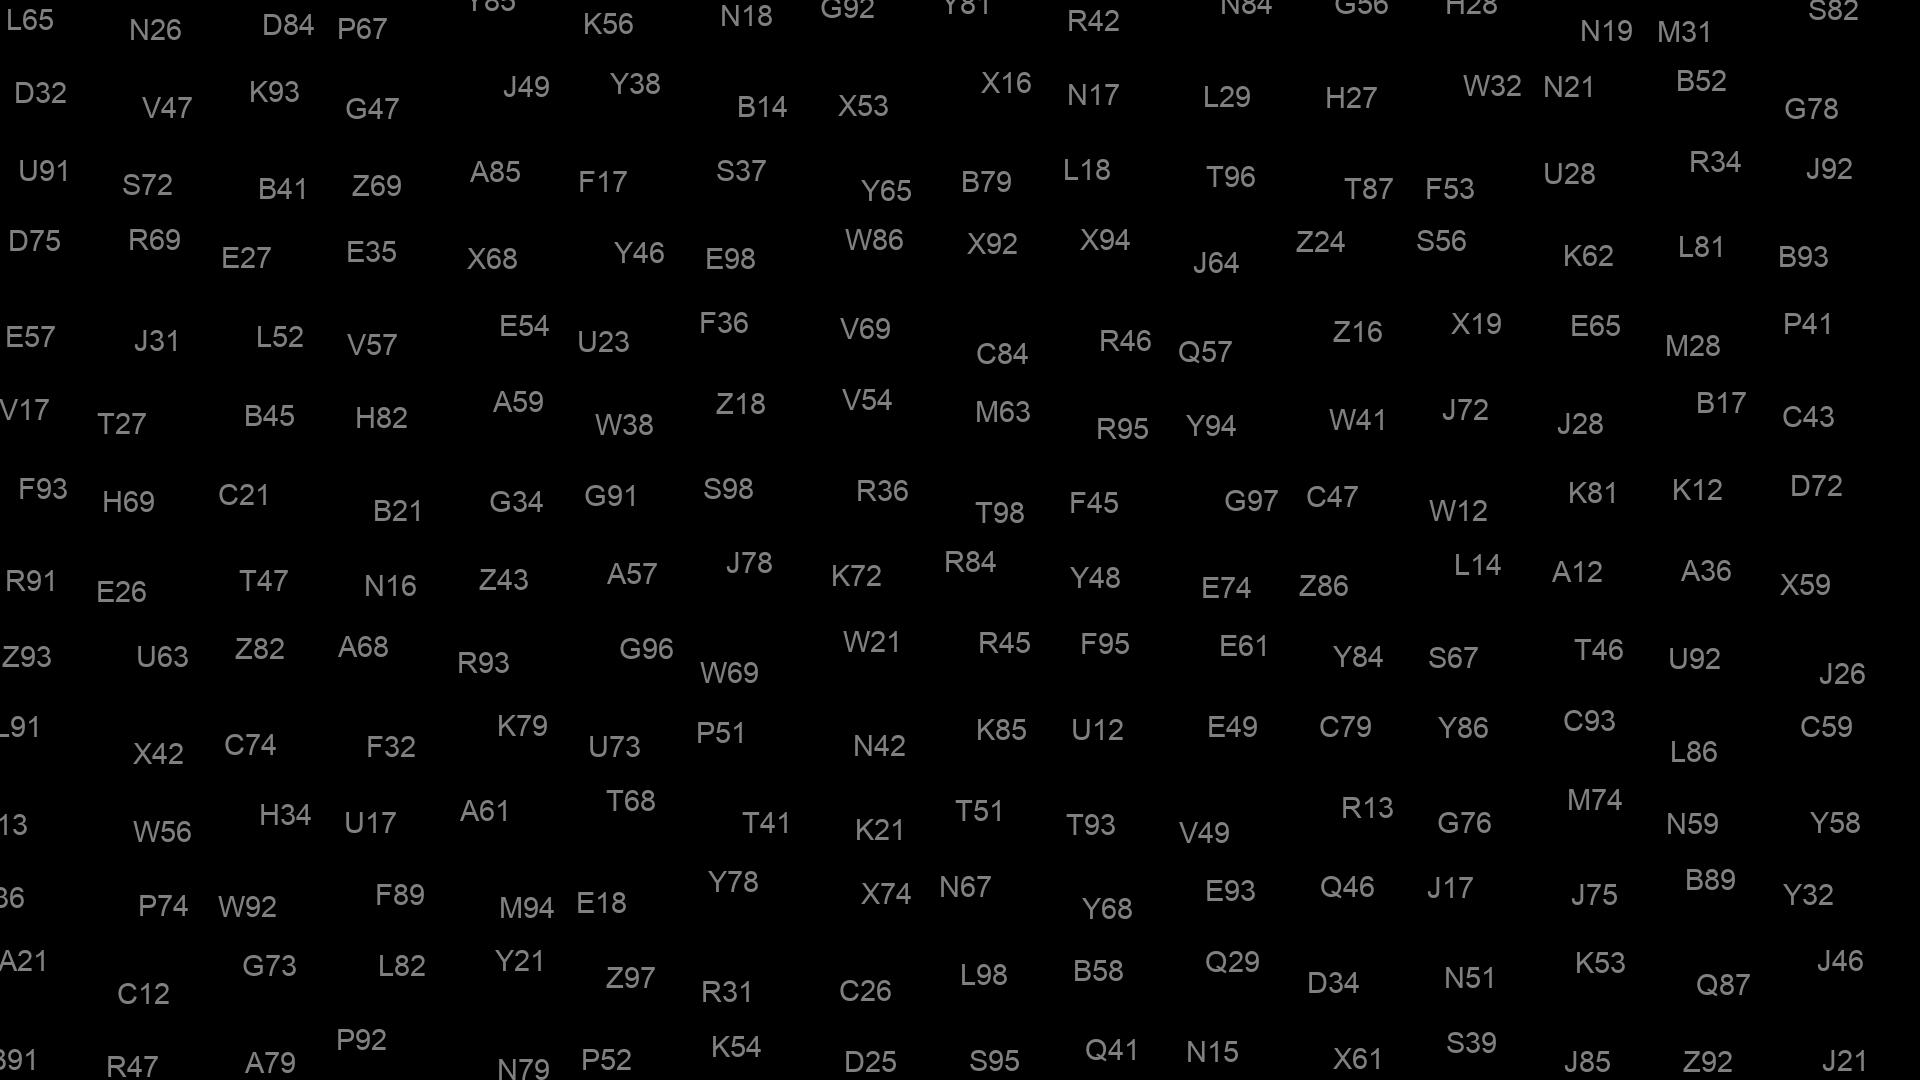 L65 N26 D84 P67 Y85 K56 N18 G92 Y81 R42 N84 G56 H28 N19 M31 S82
D32 V47 K93 G47 J49 Y38 B14 X53 X16 N17 L29 H27 W32 N21 B52 G78
U91 S72 B41 Z69 A85 F17 S37 Y65 B79 L18 T96 T87 F53 U28 R34 J92
D75 R69 E27 E35 X68 Y46 E98 W86 X92 X94 J64 Z24 S56 K62 L81 B93
E57 J31 L52 V57 E54 U23 F36 V69 C84 R46 Q57 Z16 X19 E65 M28 P41
V17 T27 B45 H82 A59 W38 Z18 V54 M63 R95 Y94 W41 J72 J28 B17 C43
F93 H69 C21 B21 G34 G91 S98 R36 T98 F45 G97 C47 W12 K81 K12 D72
R91 E26 T47 N16 Z43 A57 J78 K72 R84 Y48 E74 Z86 L14 A12 A36 X59
Z93 U63 Z82 A68 R93 G96 W69 W21 R45 F95 E61 Y84 S67 T46 U92 J26
L91 X42 C74 F32 K79 U73 P51 N42 K85 U12 E49 C79 Y86 C93 L86 C59
13 W56 H34 U17 A61 T68 T41 K21 T51 T93 V49 R13 G76 M74 N59 Y58
36 P74 W92 F89 M94 E18 Y78 X74 N67 Y68 E93 Q46 J17 J75 B89 Y32
A21 C12 G73 L82 Y21 Z97 R31 C26 L98 B58 Q29 D34 N51 K53 Q87 J46
B91 R47 A79 P92 N79 P52 K54 D25 S95 Q41 N15 X61 S39 J85 Z92 J21